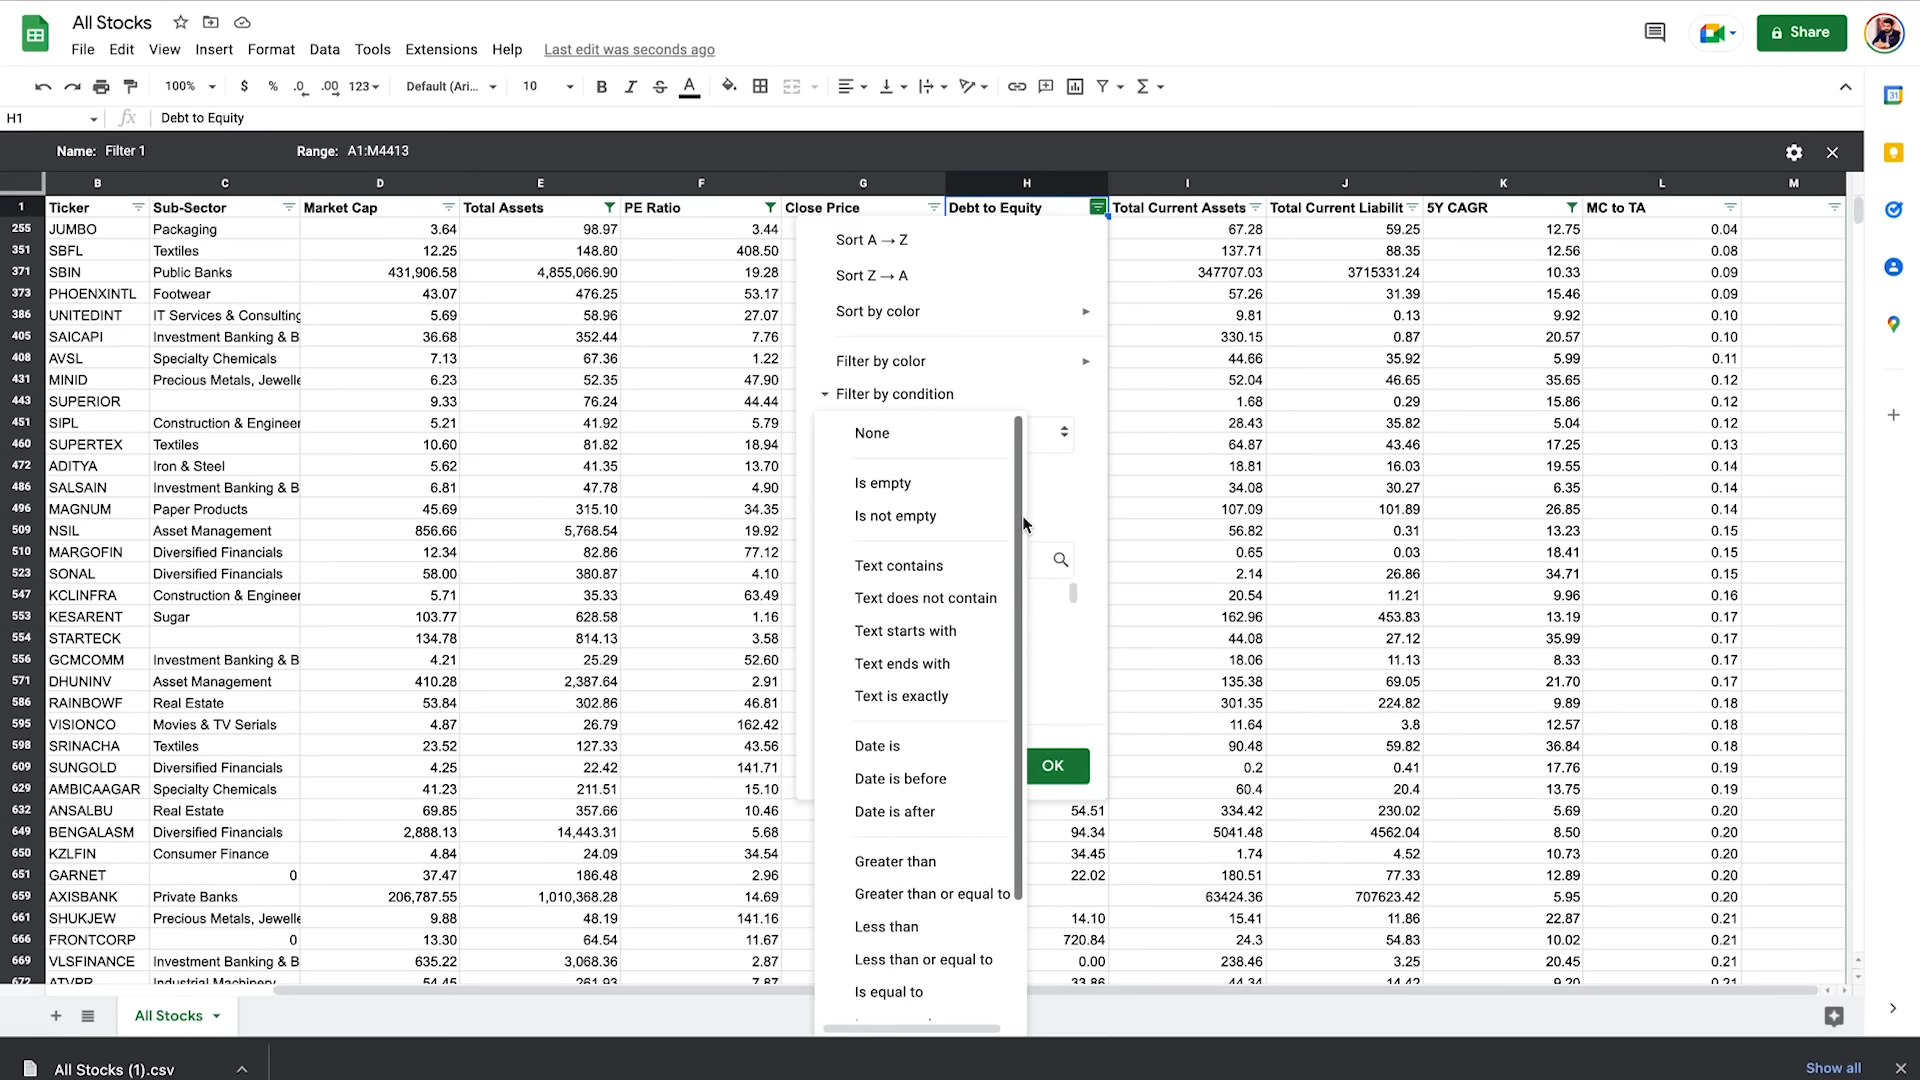 All Stocks
File Edit View Insert Format Data Tools Extensions Help Last edit was seconds ago
Share
100% $ % .0 .00 123 Default (Ari... 10 B I S A Σ
H1 fx Debt to Equity
31
Name: Filter 1 Range: A1:M4413
B C D E F G H I J K L M
1 Ticker Sub-Sector Market Cap Total Assets PE Ratio Close Price Debt to Equity Total Current Assets Total Current Liabilit 5Y CAGR MC to TA
255 JUMBO Packaging 3.64 98.97 3.44 67.28 59.25 12.75 0.04
351 SBFL Textiles 12.25 148.80 408.50 137.71 88.35 12.56 0.08
371 SBIN Public Banks 431,906.58 4,855,066.90 19.28 347707.03 3715331.24 10.33 0.09
373 PHOENXINTL Footwear 43.07 476.25 53.17 57.26 31.39 15.46 0.09
386 UNITEDINT IT Services & Consulting 5.69 58.96 27.07 9.81 0.13 9.92 0.10
405 SAICAPI Investment Banking & B 36.68 352.44 7.76 330.15 0.87 20.57 0.10
408 AVSL Specialty Chemicals 7.13 67.36 1.22 44.66 35.92 5.99 0.11
431 MINID Precious Metals, Jewelle 6.23 52.35 47.90 52.04 46.65 35.65 0.12
443 SUPERIOR 9.33 76.24 44.44 1.68 0.29 15.86 0.12
451 SIPL Construction & Engineer 5.21 41.92 5.79 28.43 35.82 5.04 0.12
460 SUPERTEX Textiles 10.60 81.82 18.94 64.87 43.46 17.25 0.13
472 ADITYA Iron & Steel 5.62 41.35 13.70 18.81 16.03 19.55 0.14
486 SALSAIN Investment Banking & B 6.81 47.78 4.90 34.08 30.27 6.35 0.14
496 MAGNUM Paper Products 45.69 315.10 34.35 107.09 101.89 26.85 0.14
509 NSIL Asset Management 856.66 5,768.54 19.92 56.82 0.31 13.23 0.15
510 MARGOFIN Diversified Financials 12.34 82.86 77.12 0.65 0.03 18.41 0.15
523 SONAL Diversified Financials 58.00 380.87 4.10 2.14 26.86 34.71 0.15
547 KCLINFRA Construction & Engineer 5.71 35.33 63.49 20.54 11.21 9.96 0.16
553 KESARENT Sugar 103.77 628.58 1.16 162.96 453.83 13.19 0.17
554 STARTECK 134.78 814.13 3.58 44.08 27.12 35.99 0.17
556 GCMCOMM Investment Banking & B 4.21 25.29 52.60 18.06 11.13 8.33 0.17
571 DHUNINV Asset Management 410.28 2,387.64 2.91 135.38 69.05 21.70 0.17
586 RAINBOWF Real Estate 53.84 302.86 46.81 301.35 224.82 9.89 0.18
595 VISIONCO Movies & TV Serials 4.87 26.79 162.42 11.64 3.8 12.57 0.18
598 SRINACHA Textiles 23.52 127.33 43.56 90.48 59.82 36.84 0.18
609 SUNGOLD Diversified Financials 4.25 22.42 141.71 0.2 0.41 17.76 0.19
629 AMBICAAGAR Specialty Chemicals 41.23 211.51 15.10 60.4 20.4 13.75 0.19
632 ANSALBU Real Estate 69.85 357.66 10.46 54.51 334.42 230.02 5.69 0.20
649 BENGALASM Diversified Financials 2,888.13 14,443.31 5.68 94.34 5041.48 4562.04 8.50 0.20
650 KZLFIN Consumer Finance 4.84 24.09 34.54 34.45 1.74 4.52 10.73 0.20
651 GARNET 0 37.47 186.48 2.96 22.02 180.51 77.33 12.89 0.20
659 AXISBANK Private Banks 206,787.55 1,010,368.28 14.69 63424.36 707623.42 5.95 0.20
661 SHUKJEW Precious Metals, Jewelle 9.88 48.19 141.16 14.10 15.41 11.86 22.87 0.21
666 FRONTCORP 0 13.30 64.54 11.67 720.84 24.3 54.83 10.02 0.21
669 VLSFINANCE Investment Banking & B 635.22 3,068.36 2.87 0.00 238.46 3.25 20.45 0.21
672 ATVPR Industrial Machinery 54.45 261.93 7.87 33.86 44.34 14.42 9.20 0.21
Sort A → Z
Sort Z → A
Sort by color
Filter by color
Filter by condition
None
Is empty
Is not empty
Text contains
Text does not contain
Text starts with
Text ends with
Text is exactly
Date is
Date is before
Date is after
Greater than
Greater than or equal to
Less than
Less than or equal to
Is equal to
OK
All Stocks
All Stocks (1).csv
Show all